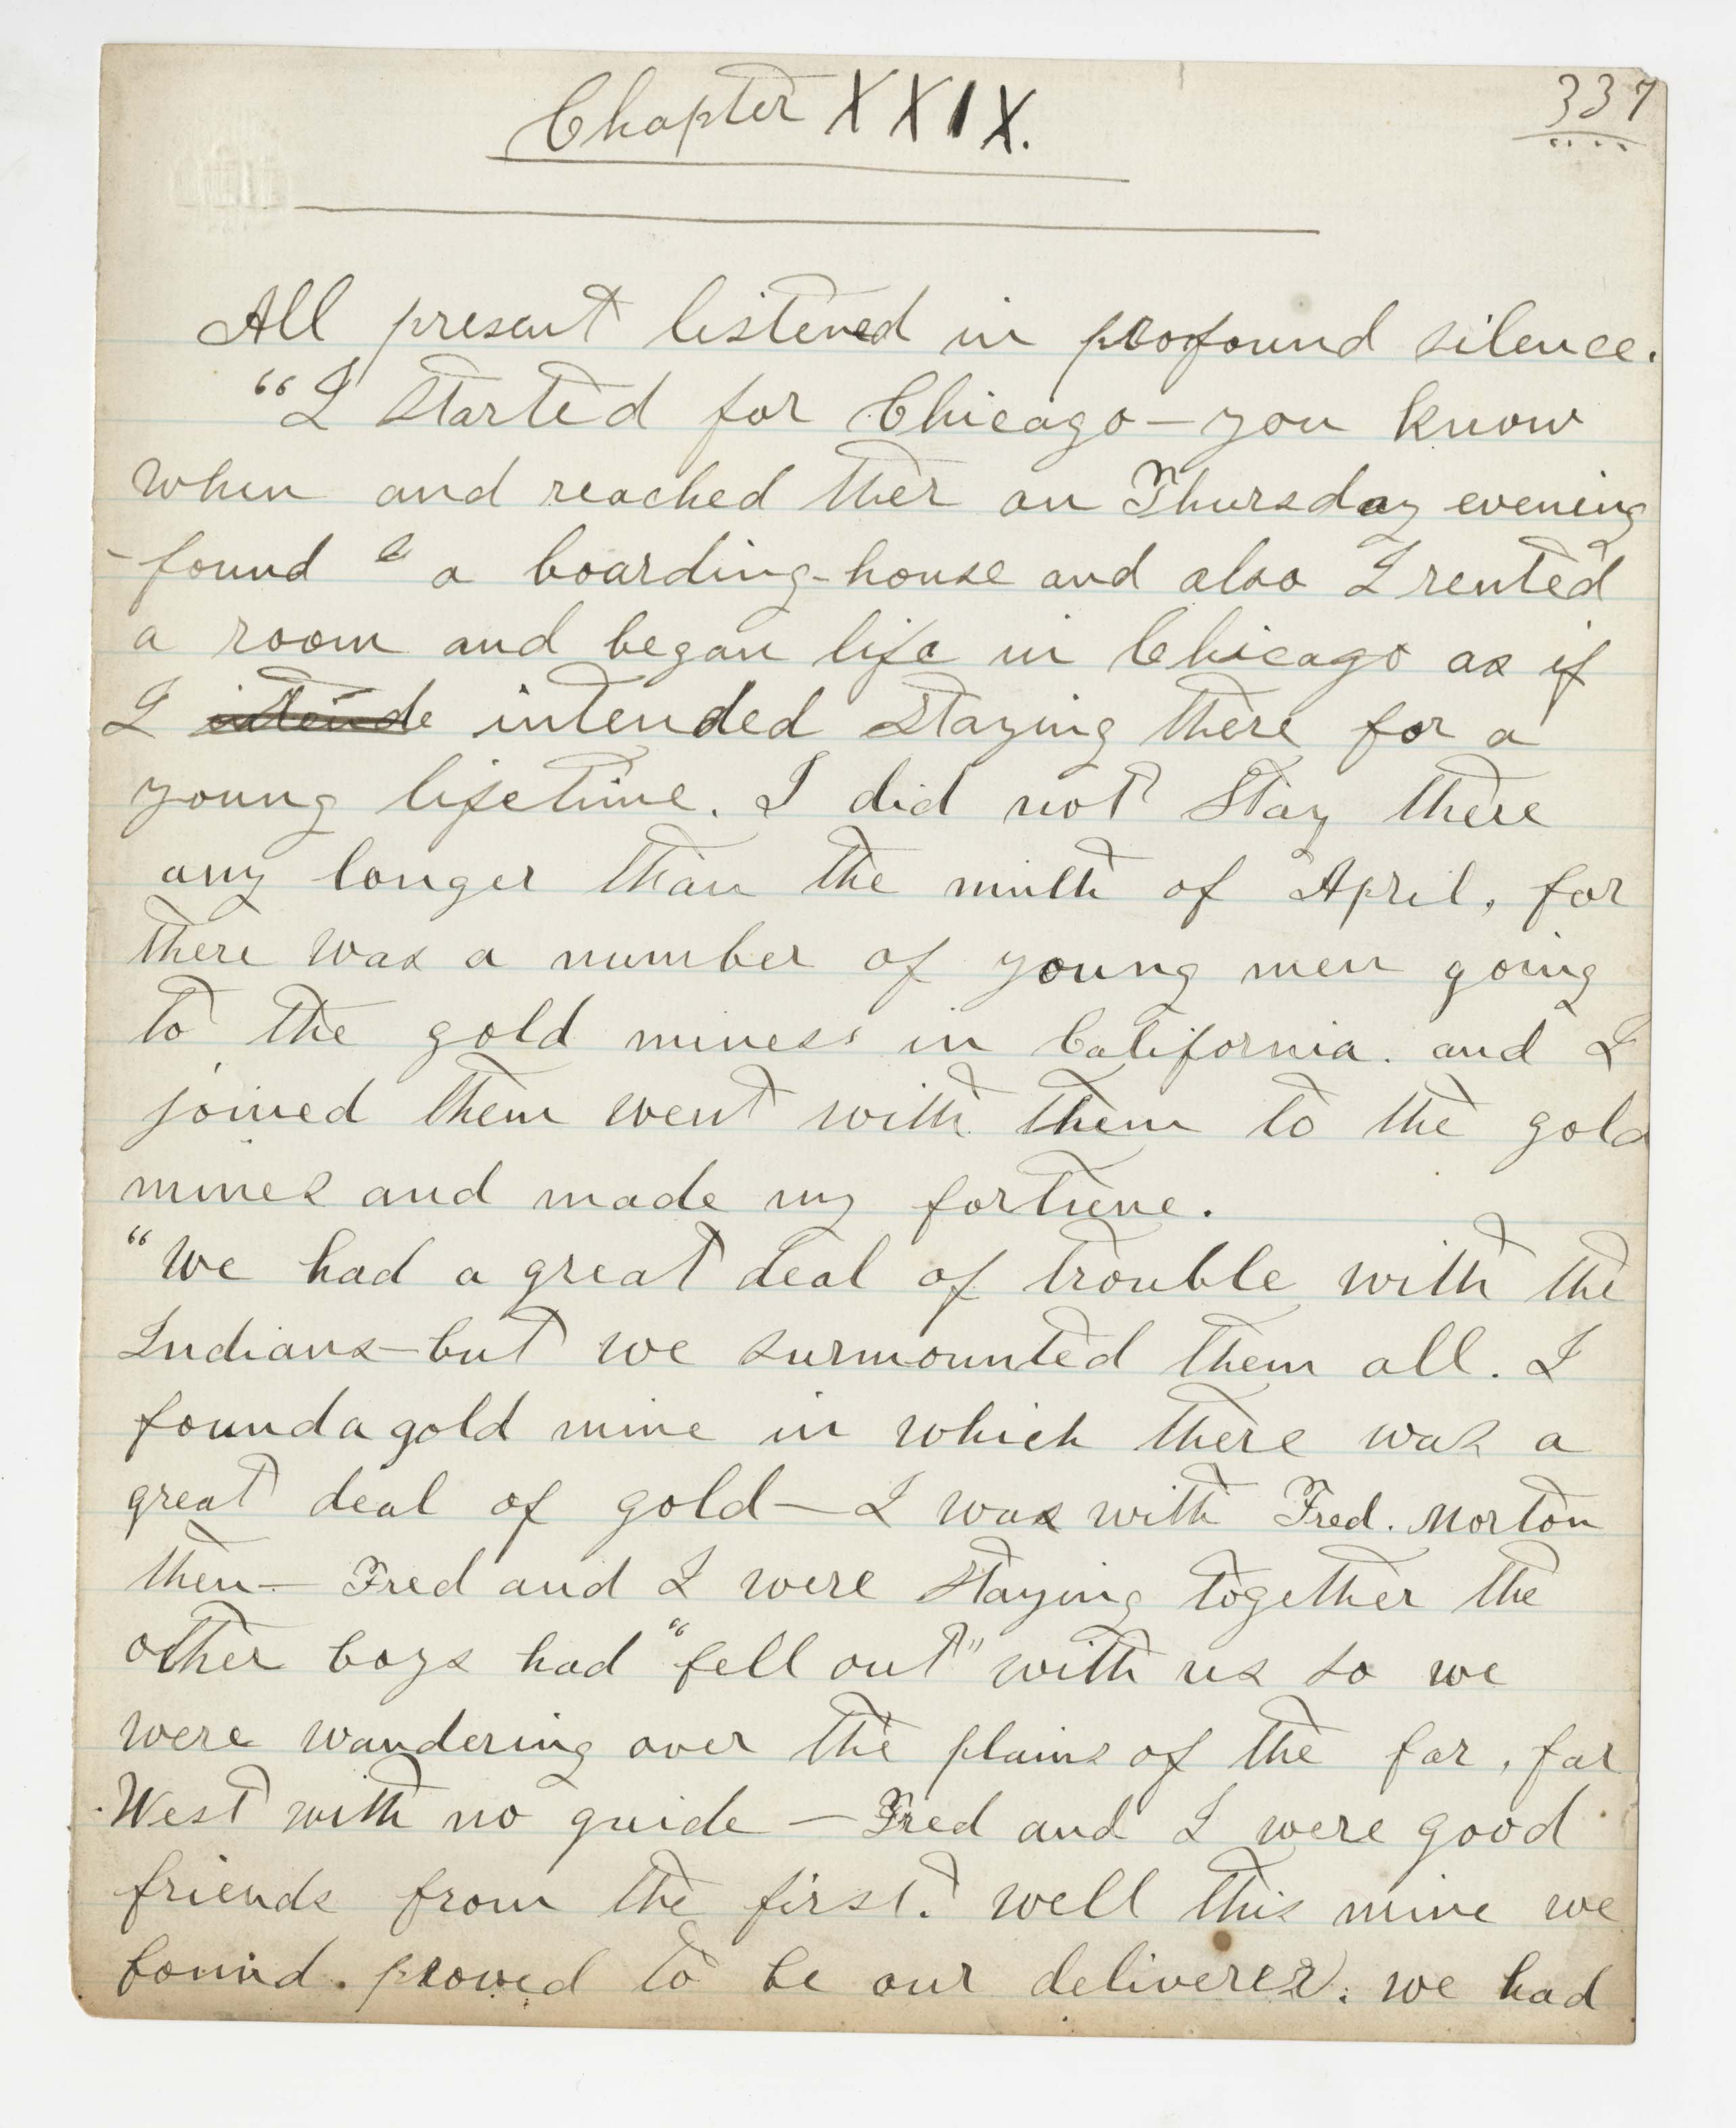 Chapter XXIX.
337
All present listened in profound silence.
“I started for Chicago—you know
when and reached ther on Thursday evening
-found a a boarding-house and also I rented
a room and began life in Chicago as if
I intende intended staying there for a
young lifetime. I did not stay there
any longer than the ninth of April, for
there was a number of young men going
to the gold miness in California. and I
joined them went with them to the gold
mines and made my fortune.
“We had a great deal of trouble with the
Indians—but we surmounted them all. I
found a gold mine in which there was a
great deal of gold—I was with Fred. Morton
then—Fred and I were staying together the
other boys had “fell out” with us so we
were wandering over the plains of the far, far
West with no guide—Fred and I were good
friends from the first. well this mine we
found. proved to be our deliverer. we had